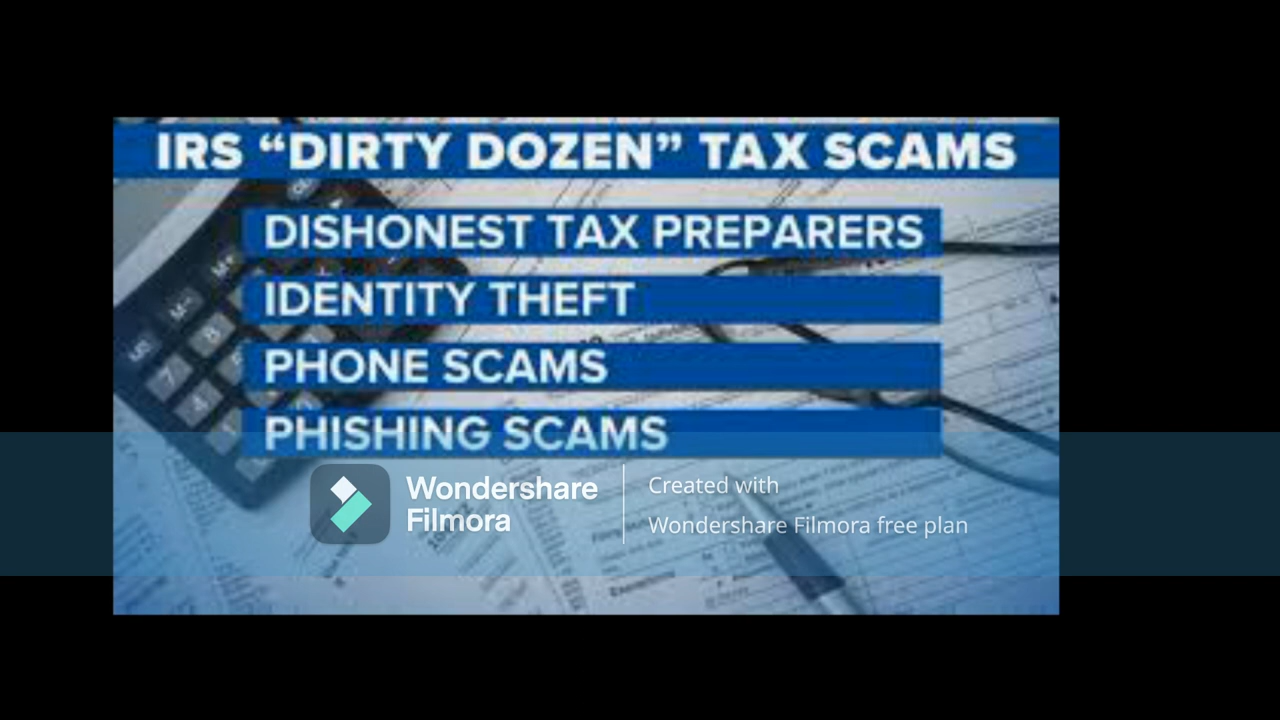 IRS “DIRTY DOZEN” TAX SCAMS
DISHONEST TAX PREPARERS
IDENTITY THEFT
PHONE SCAMS
PHISHING SCAMS
Wondershare
Filmora
Created with
Wondershare Filmora free plan